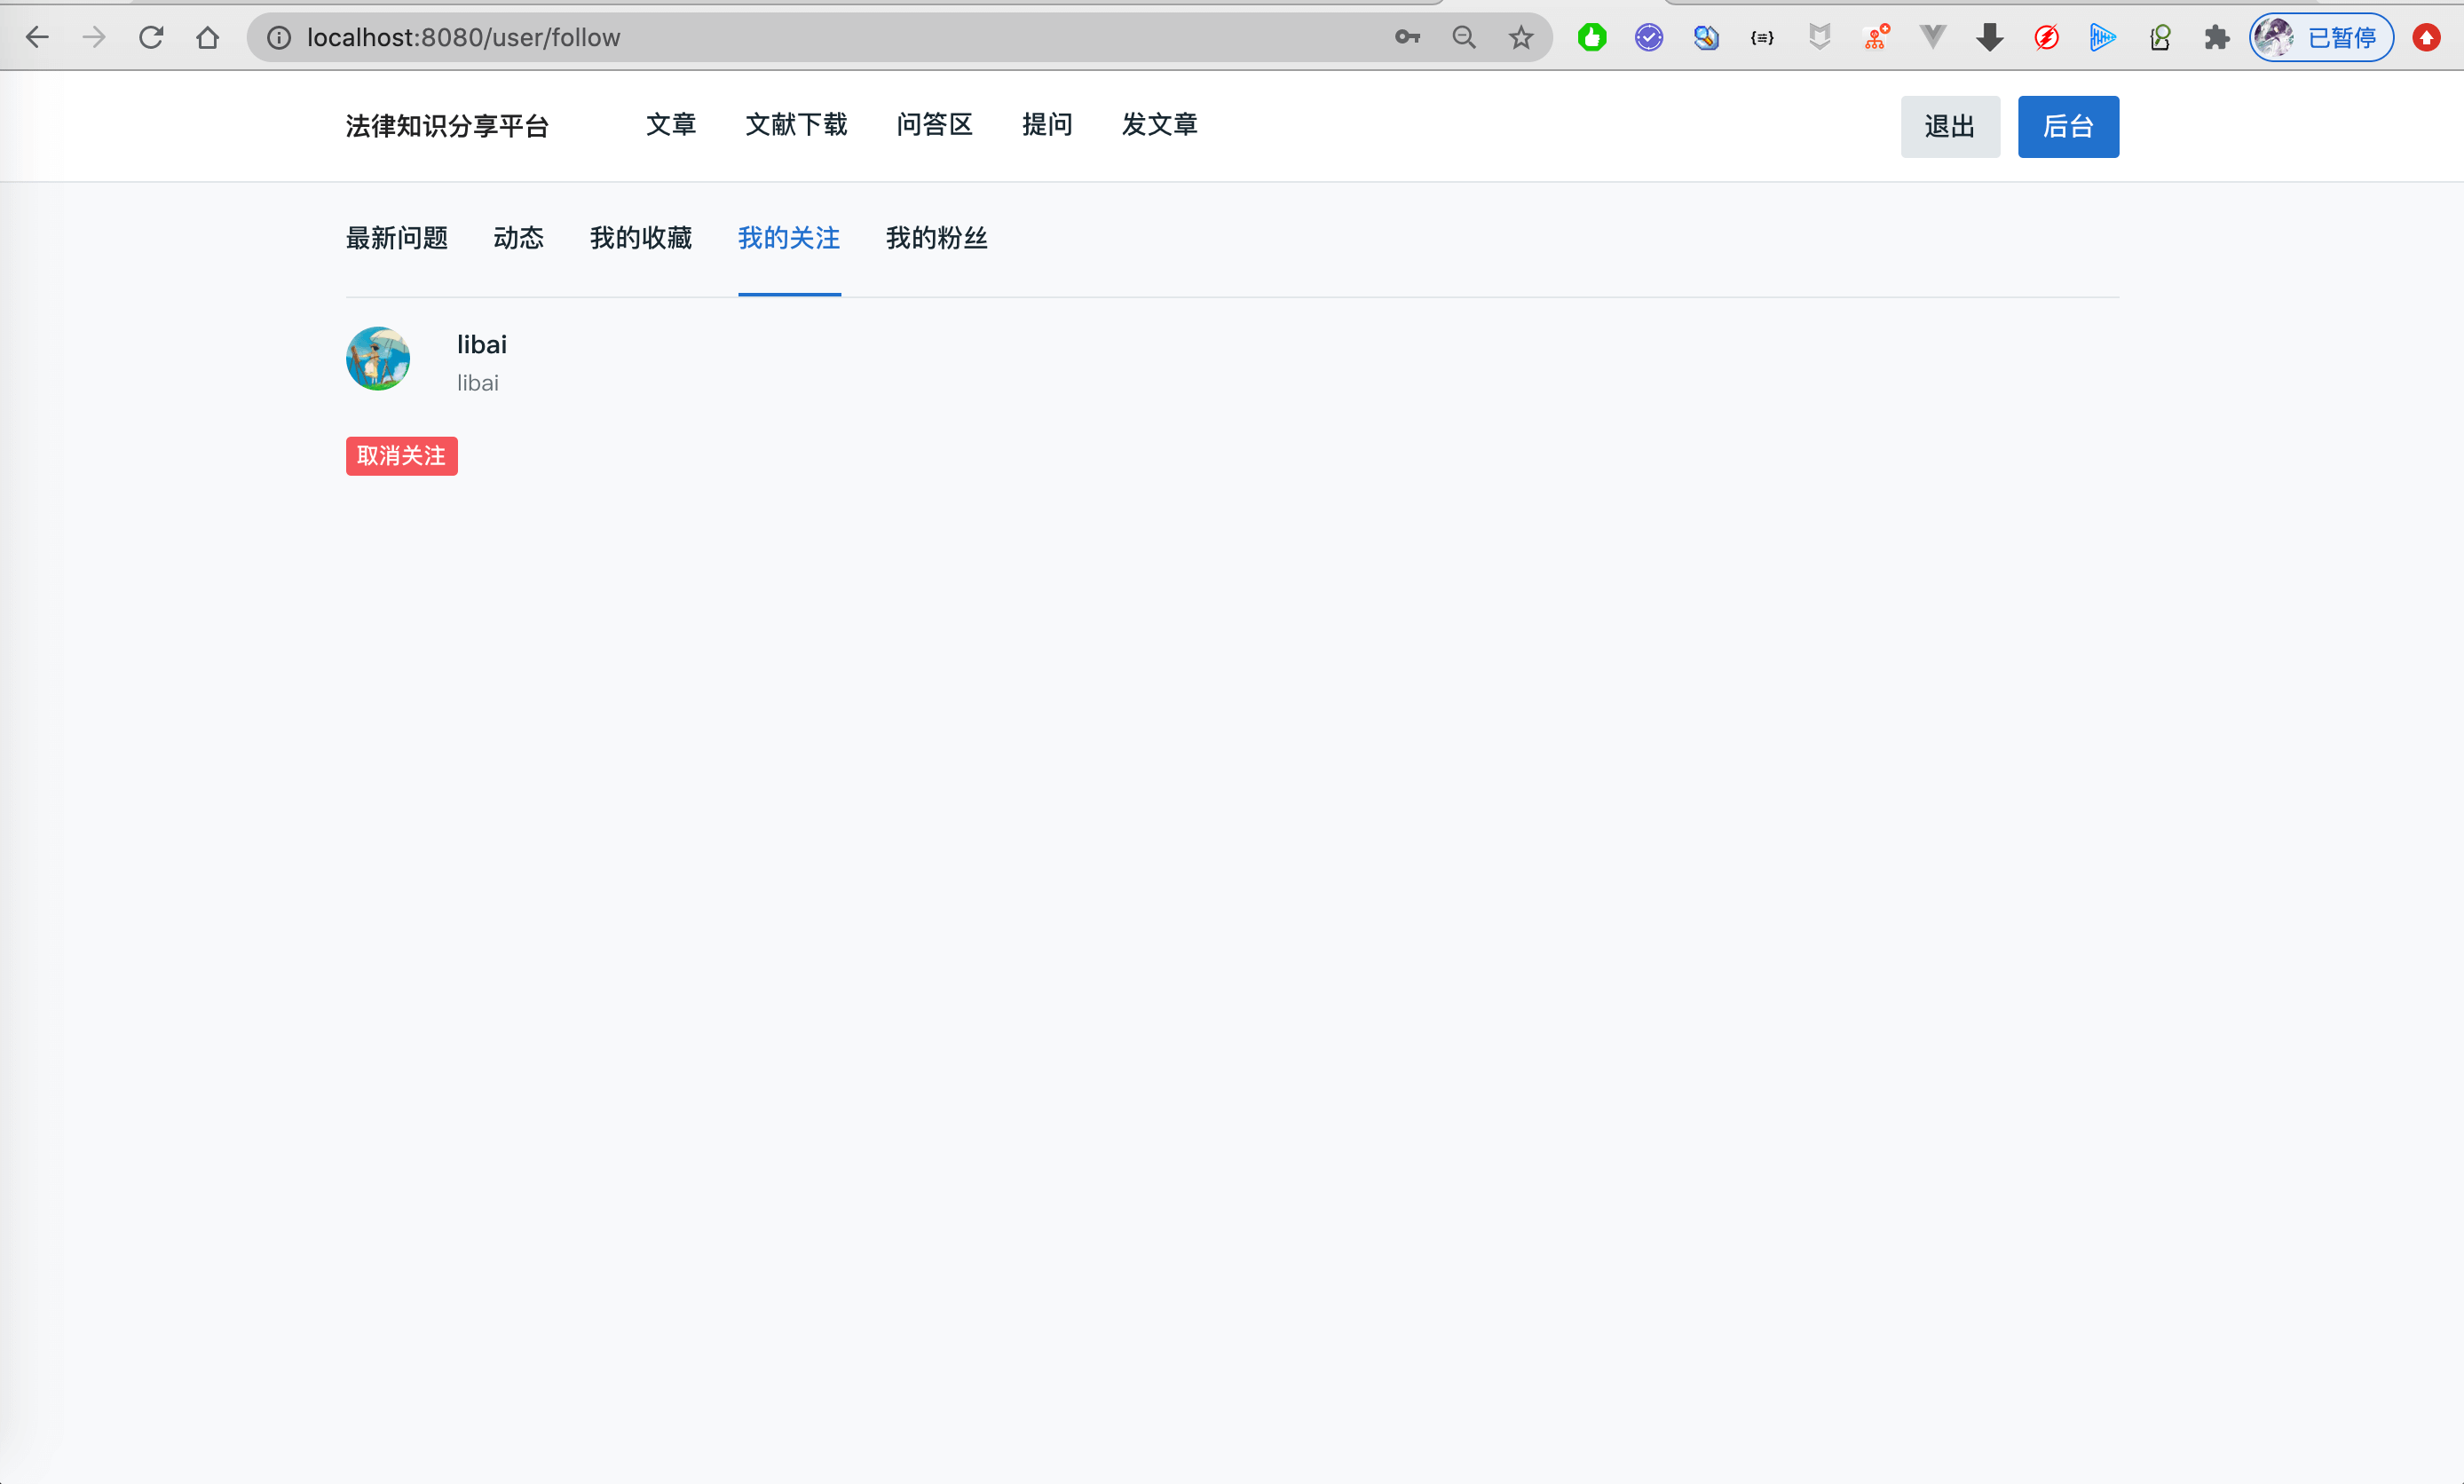 localhost:8080/user/follow
已暂停
法律知识分享平台 文章 文献下载 问答区 提问 发文章 退出 后台
最新问题 动态 我的收藏 我的关注 我的粉丝
libai
libai
取消关注